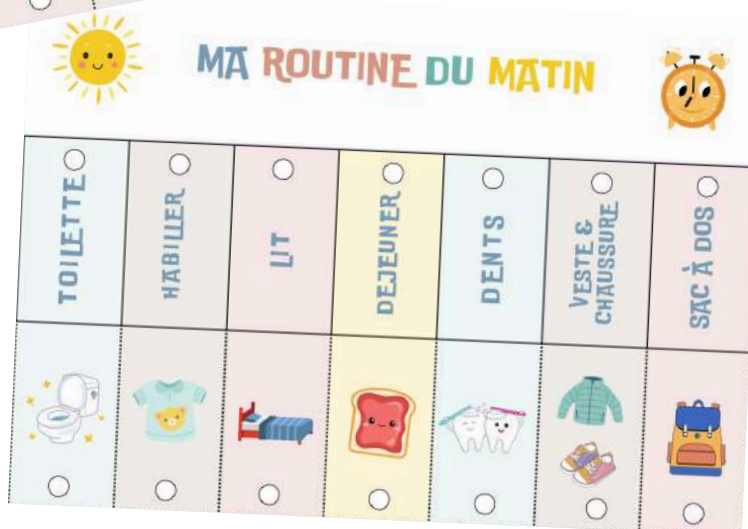 MA ROUTINE DU MATIN
TOILETTE
HABILLER
LIT
DEJEUNER
DENTS
VESTE &
CHAUSSURE
SAC À DOS